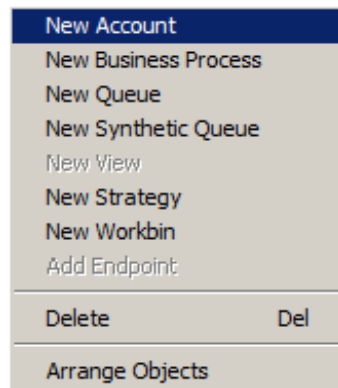 New Account
New Business Process
New Queue
New Synthetic Queue
New View
New Strategy
New Workbin
Add Endpoint
Delete Del
Arrange Objects